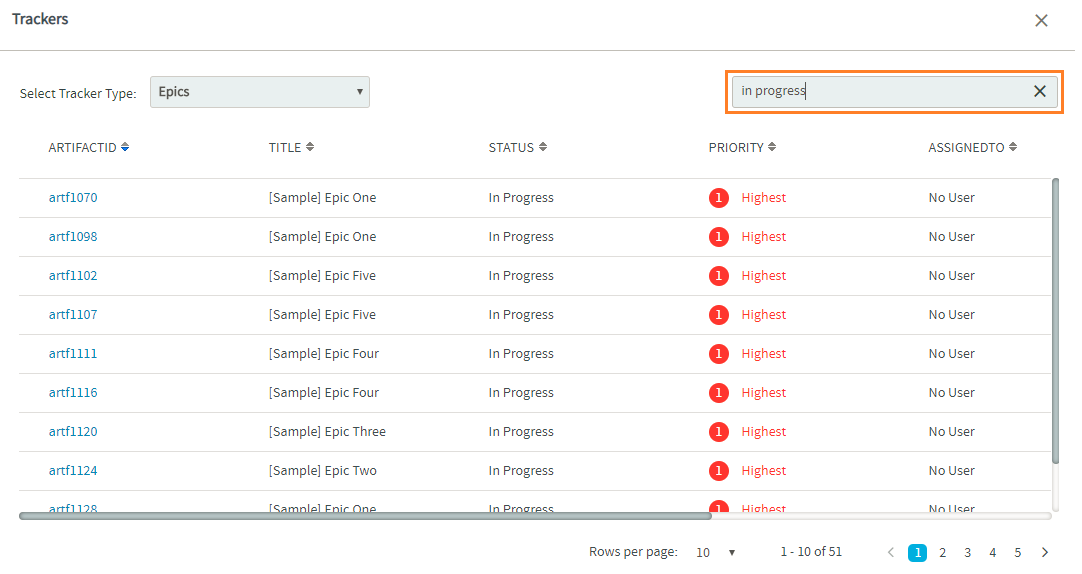 Trackers
Select Tracker Type: Epics in progress
ARTIFACTID TITLE STATUS PRIORITY ASSIGNEDTO
artf1070 [Sample] Epic One In Progress 1 Highest No User
artf1098 [Sample] Epic One In Progress 1 Highest No User
artf1102 [Sample] Epic Five In Progress 1 Highest No User
artf1107 [Sample] Epic Five In Progress 1 Highest No User
artf1111 [Sample] Epic Four In Progress 1 Highest No User
artf1116 [Sample] Epic Four In Progress 1 Highest No User
artf1120 [Sample] Epic Three In Progress 1 Highest No User
artf1124 [Sample] Epic Two In Progress 1 Highest No User
artf1128 [Sample] Epic One In Progress 1 Highest No User
Rows per page: 10 1 - 10 of 51 1 2 3 4 5